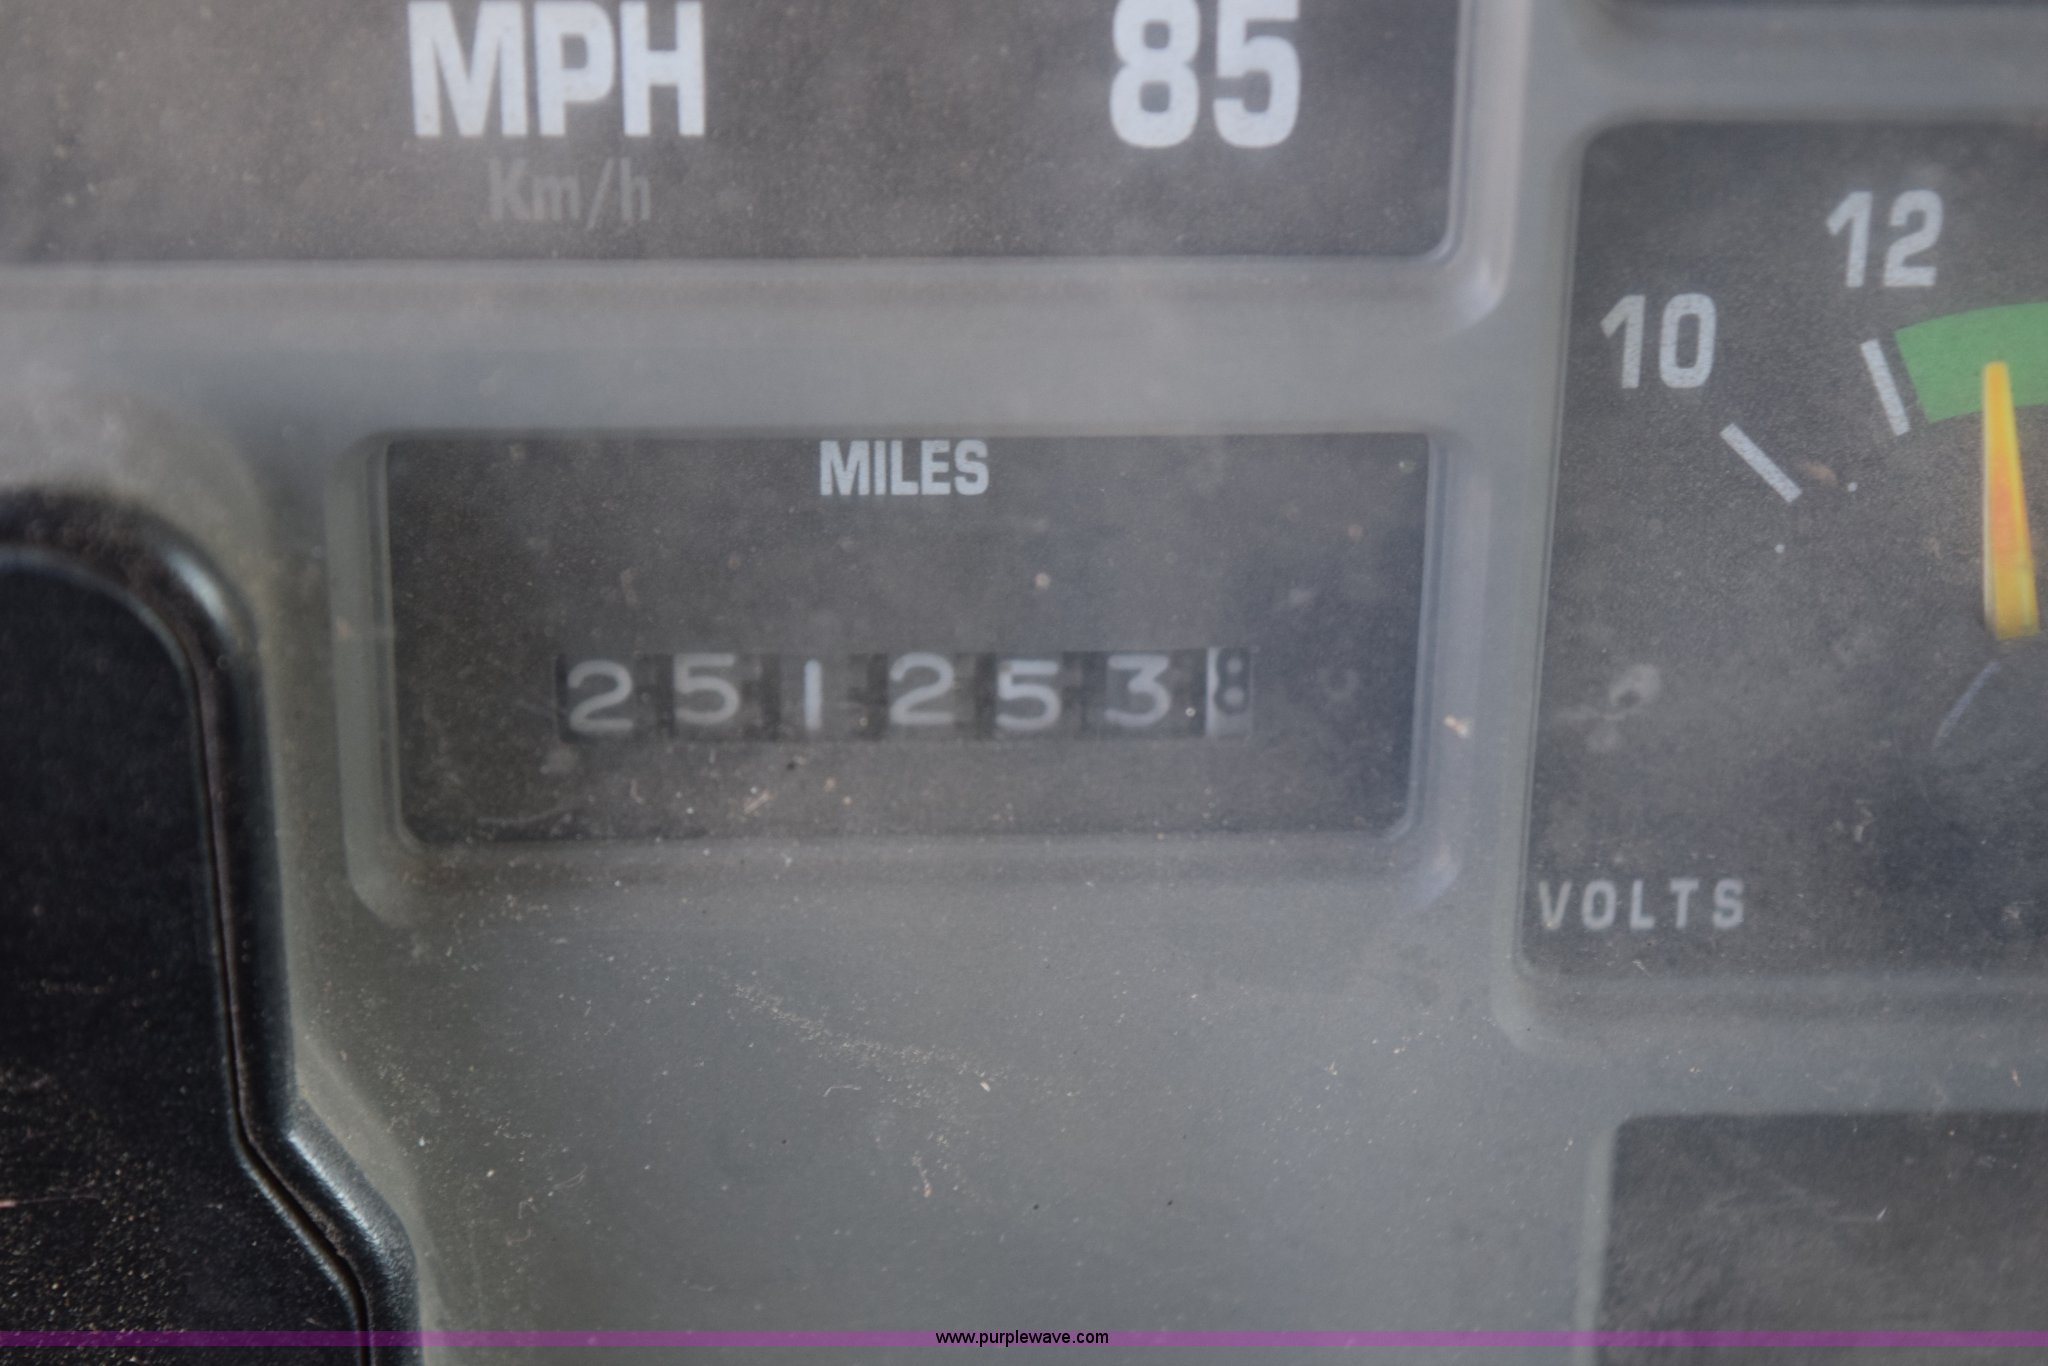 MPH 85
Km/h
12
10
MILES
2512538
VOLTS
www.purplewave.com